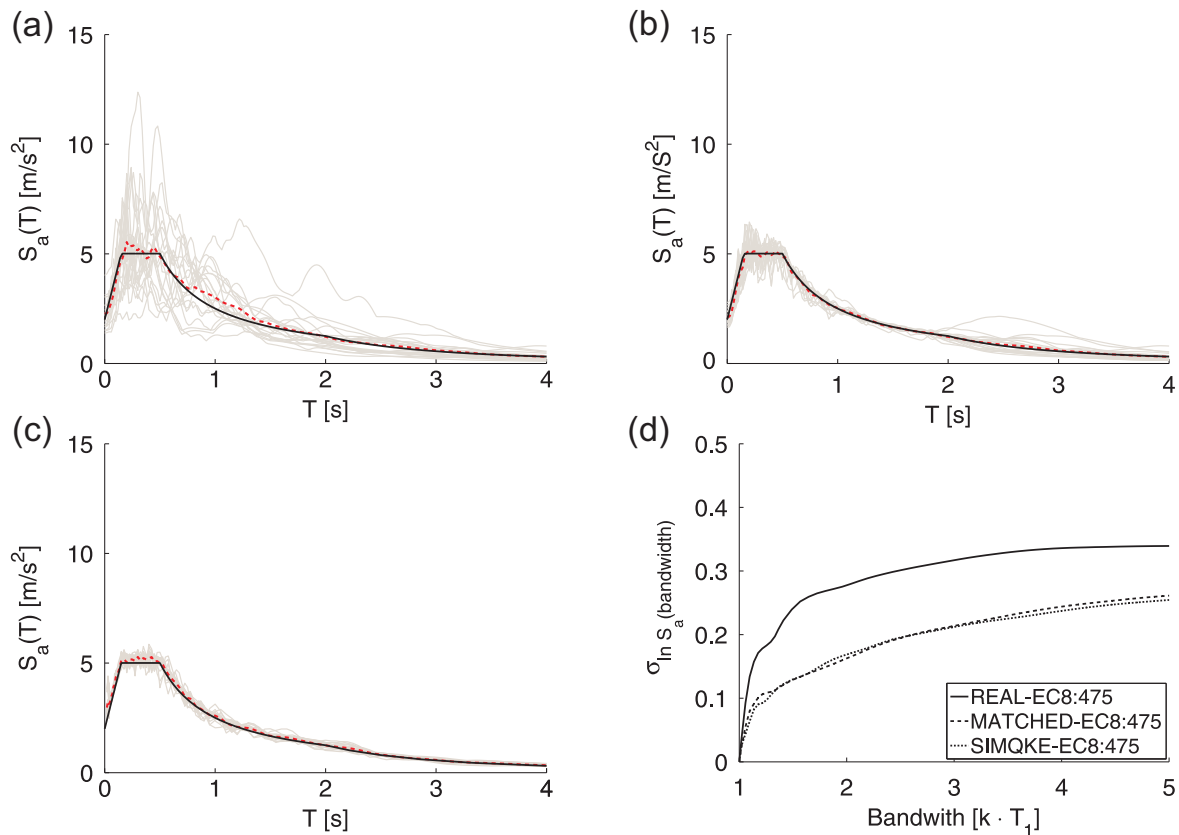 (a)
15
10
5
0
S_a(T) [m/s²]
0 1 2 3 4
T [s]
(b)
15
10
5
0
S_a(T) [m/S²]
0 1 2 3 4
T [s]
(c)
15
10
5
0
S_a(T) [m/s²]
0 1 2 3 4
T [s]
(d)
0.5
0.4
0.3
0.2
0.1
0
σ_ln S_a(bandwidth)
REAL-EC8:475
MATCHED-EC8:475
SIMQKE-EC8:475
1 2 3 4 5
Bandwith [k · T_1]